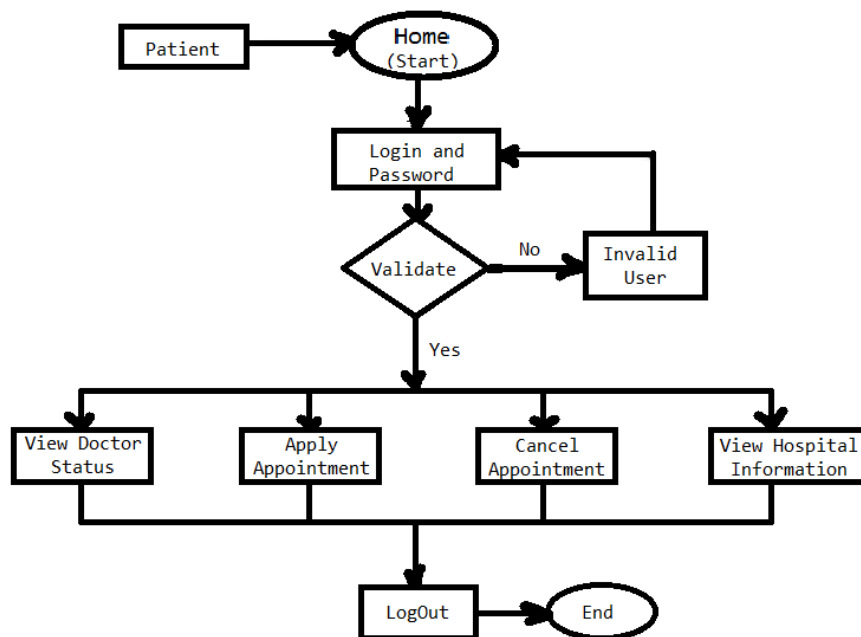 Patient
Home
(Start)
Login and
Password
Validate
No
Invalid
User
Yes
View Doctor
Status
Apply
Appointment
Cancel
Appointment
View Hospital
Information
LogOut
End